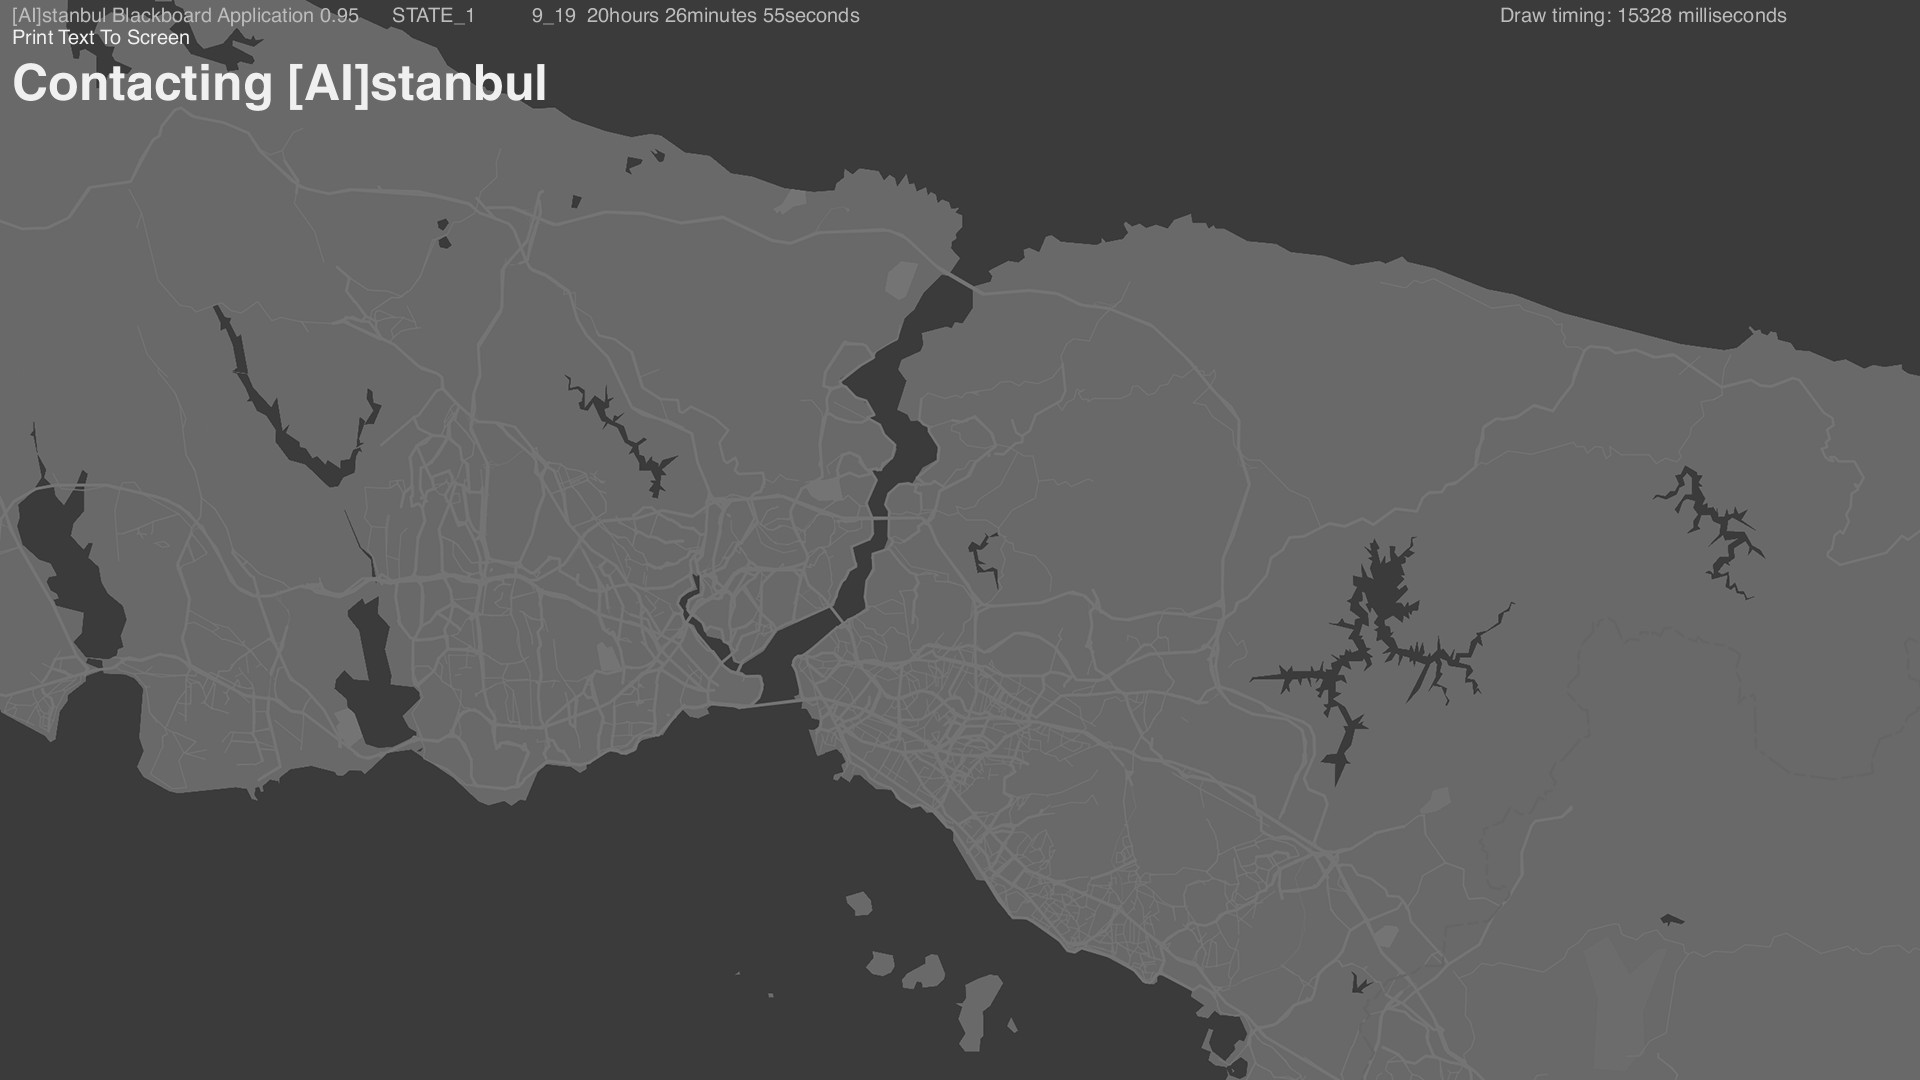 [AI]stanbul Blackboard Application 0.95 STATE_1 9_19 20hours 26minutes 55seconds Draw timing: 15328 milliseconds
Print Text To Screen
Contacting [AI]stanbul